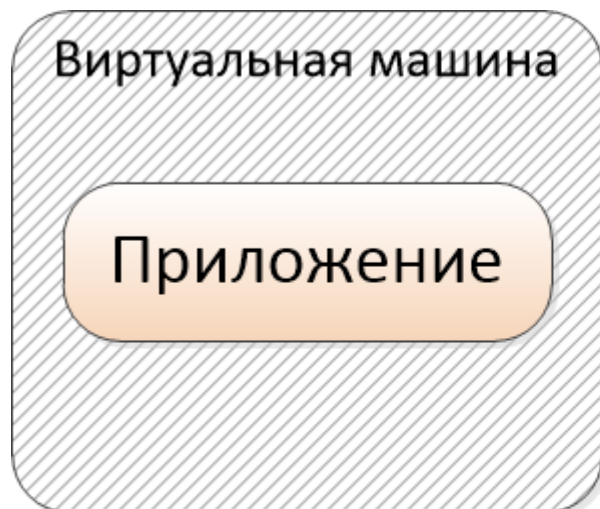 Виртуальная машина
Приложение